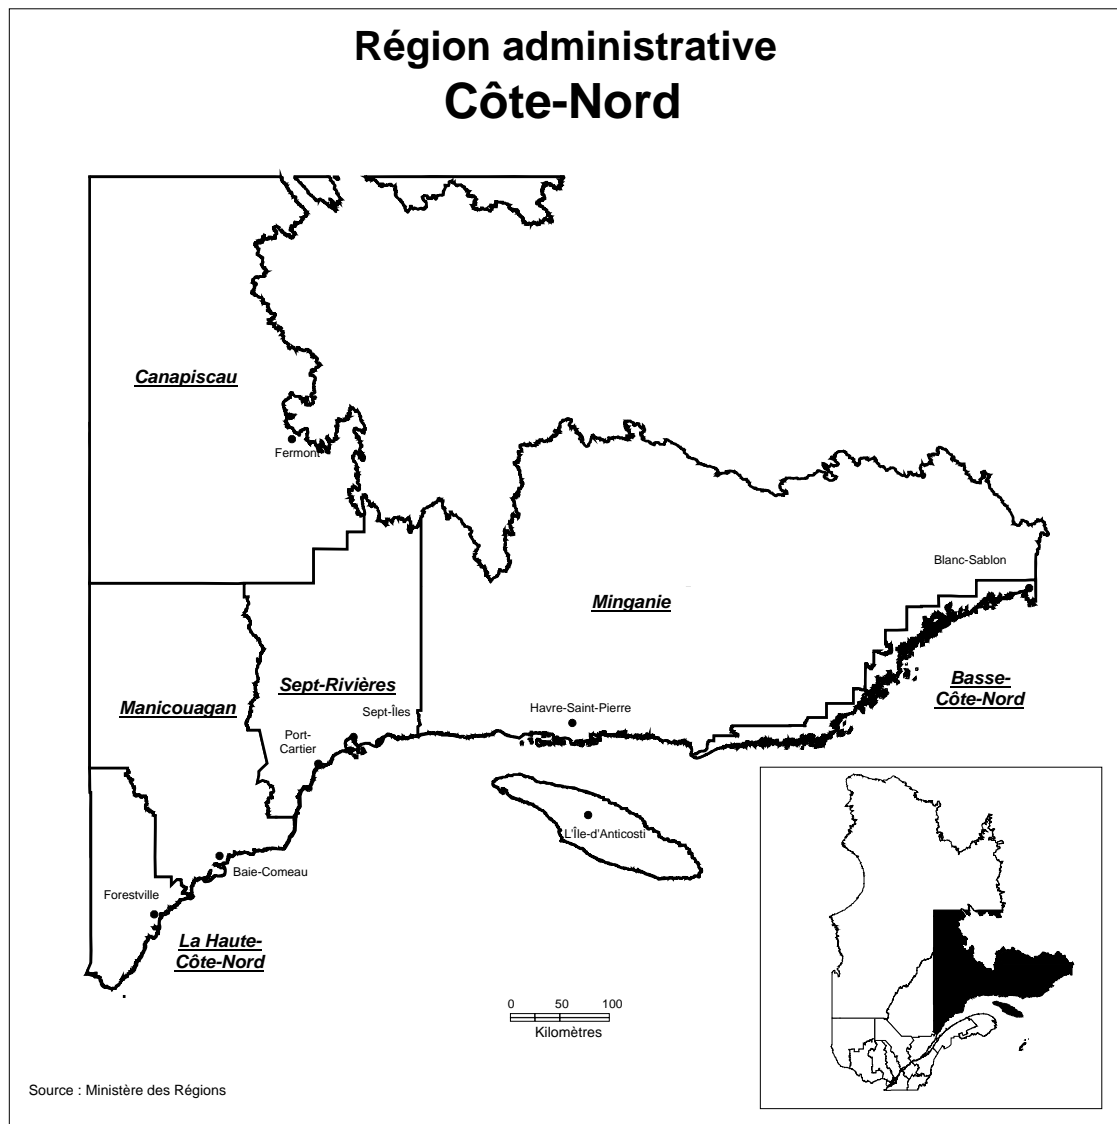 Région administrative
Côte-Nord
Canapiscau
Fermont
Blanc-Sablon
Minganie
Sept-Rivières
Basse-
Côte-Nord
Manicouagan
Sept-Îles
Havre-Saint-Pierre
Port-
Cartier
L'Île-d'Anticosti
Baie-Comeau
Forestville
La Haute-
Côte-Nord
0 50 100
Kilomètres
Source : Ministère des Régions